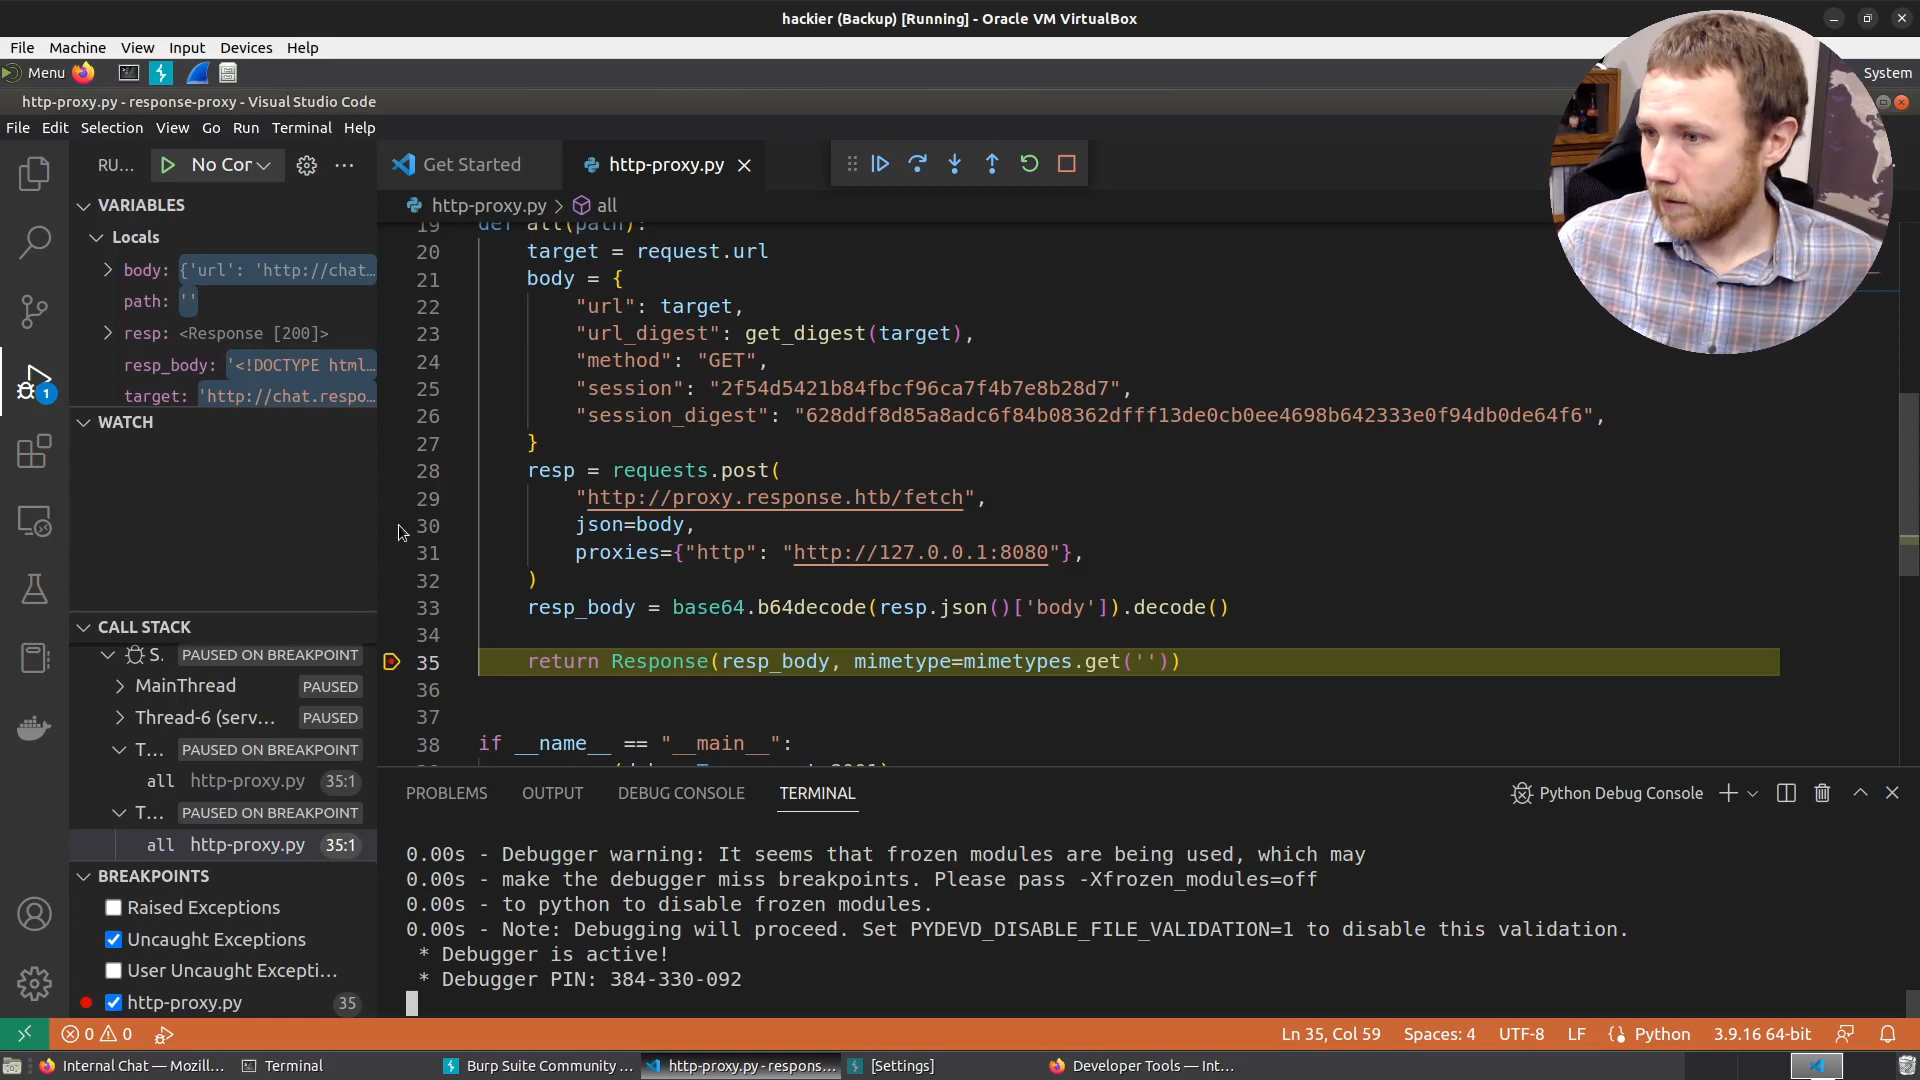 hackier (Backup) [Running] - Oracle VM VirtualBox
File Machine View Input Devices Help
Menu System
http-proxy.py - response-proxy - Visual Studio Code
File Edit Selection View Go Run Terminal Help
RU... No Cor Get Started http-proxy.py
VARIABLES http-proxy.py > all
Locals
body: {'url': 'http://chat...
path: ''
resp: <Response [200]>
resp_body: '<!DOCTYPE html...
target: 'http://chat.respo...
WATCH
1
19 def all(path):
20 target = request.url
21 body = {
22 "url": target,
23 "url_digest": get_digest(target),
24 "method": "GET",
25 "session": "2f54d5421b84fbcf96ca7f4b7e8b28d7",
26 "session_digest": "628ddf8d85a8adc6f84b08362dfff13de0cb0ee4698b642333e0f94db0de64f6",
27 }
28 resp = requests.post(
29 "http://proxy.response.htb/fetch",
30 json=body,
31 proxies={"http": "http://127.0.0.1:8080"},
32 )
33 resp_body = base64.b64decode(resp.json()['body']).decode()
34
35 return Response(resp_body, mimetype=mimetypes.get(''))
36
37
38 if __name__ == "__main__":
CALL STACK
S. PAUSED ON BREAKPOINT
MainThread PAUSED
Thread-6 (serv... PAUSED
T... PAUSED ON BREAKPOINT
all http-proxy.py 35:1
T... PAUSED ON BREAKPOINT
all http-proxy.py 35:1
BREAKPOINTS
Raised Exceptions
Uncaught Exceptions
User Uncaught Excepti...
http-proxy.py 35
PROBLEMS OUTPUT DEBUG CONSOLE TERMINAL Python Debug Console
0.00s - Debugger warning: It seems that frozen modules are being used, which may
0.00s - make the debugger miss breakpoints. Please pass -Xfrozen_modules=off
0.00s - to python to disable frozen modules.
0.00s - Note: Debugging will proceed. Set PYDEVD_DISABLE_FILE_VALIDATION=1 to disable this validation.
* Debugger is active!
* Debugger PIN: 384-330-092
0 0 Ln 35, Col 59 Spaces: 4 UTF-8 LF Python 3.9.16 64-bit
Internal Chat — Mozill... Terminal Burp Suite Community ... http-proxy.py - respons... [Settings] Developer Tools — Int...